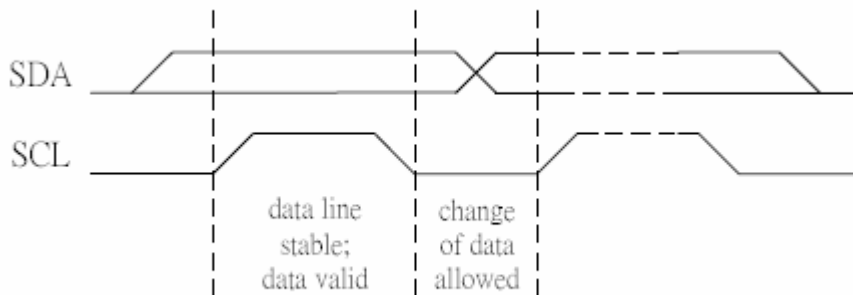 SDA
SCL
data line
stable;
data valid
change
of data
allowed